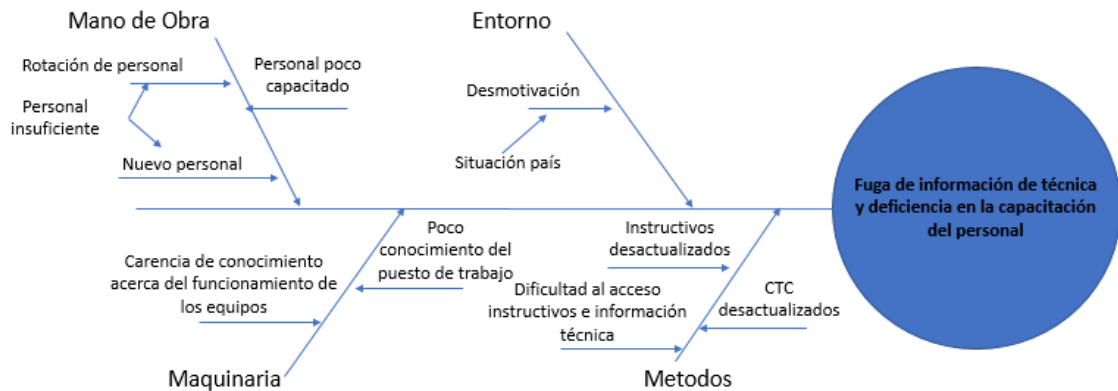 Mano de Obra
Entorno
Rotación de personal
Personal poco
capacitado
Personal
insuficiente
Nuevo personal
Desmotivación
Situación país
Fuga de información de técnica
y deficiencia en la capacitación
del personal
Carencia de conocimiento
acerca del funcionamiento de
los equipos
Poco
conocimiento del
puesto de trabajo
Instructivos
desactualizados
Dificultad al acceso
instructivos e información
técnica
CTC
desactualizados
Maquinaria
Metodos